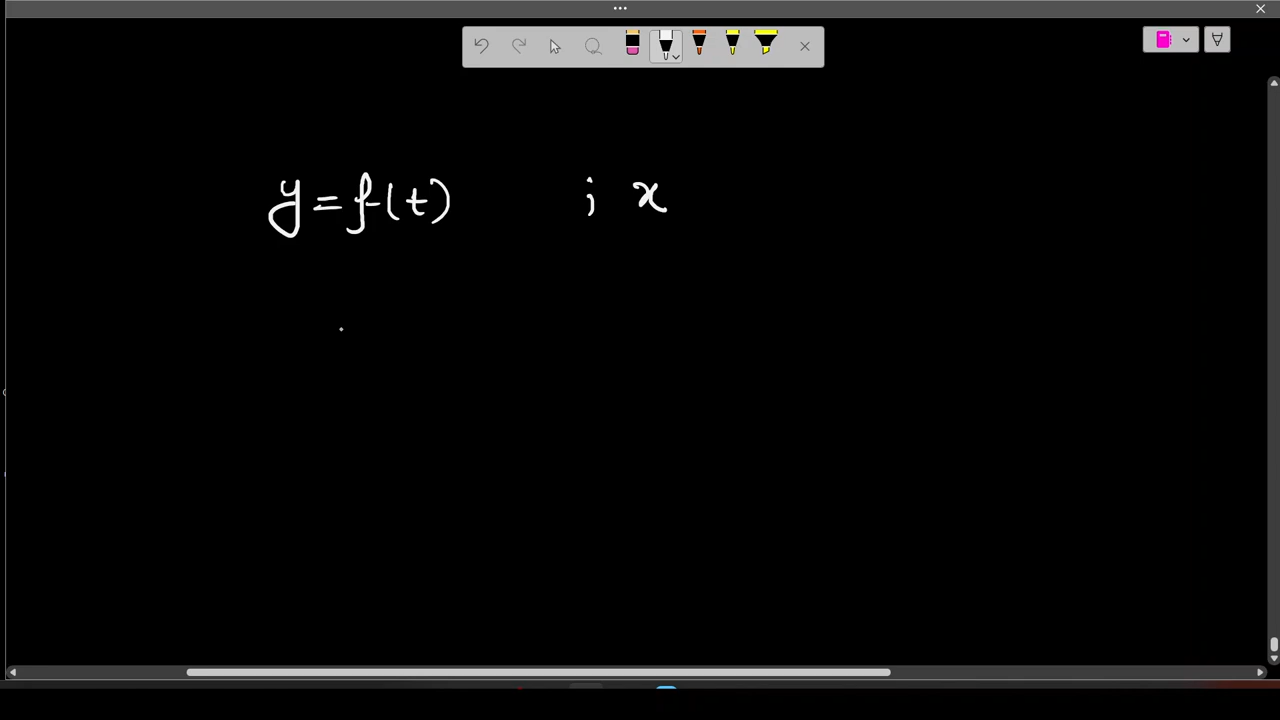 y = f(t) ; x